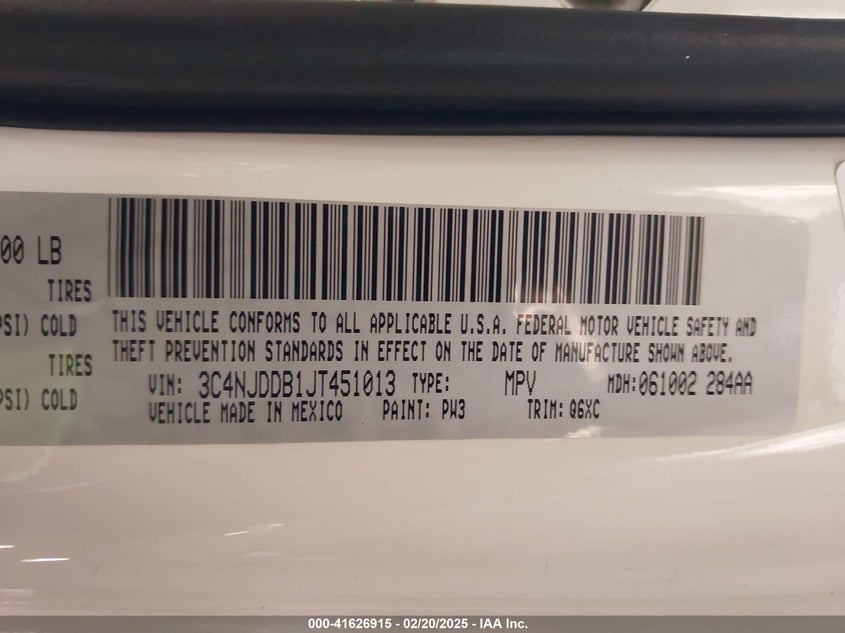 00 LB
TIRES
PSI) COLD
TIRES
PSI) COLD
THIS VEHICLE CONFORMS TO ALL APPLICABLE U.S.A. FEDERAL MOTOR VEHICLE SAFETY AND
THEFT PREVENTION STANDARDS IN EFFECT ON THE DATE OF MANUFACTURE SHOWN ABOVE.
VIN: 3C4NJDDB1JT451013 TYPE: MPV MDH:061002 284AA
VEHICLE MADE IN MEXICO PAINT: PW3 TRIM: Q6XC
000-41626915 - 02/20/2025 - IAA Inc.